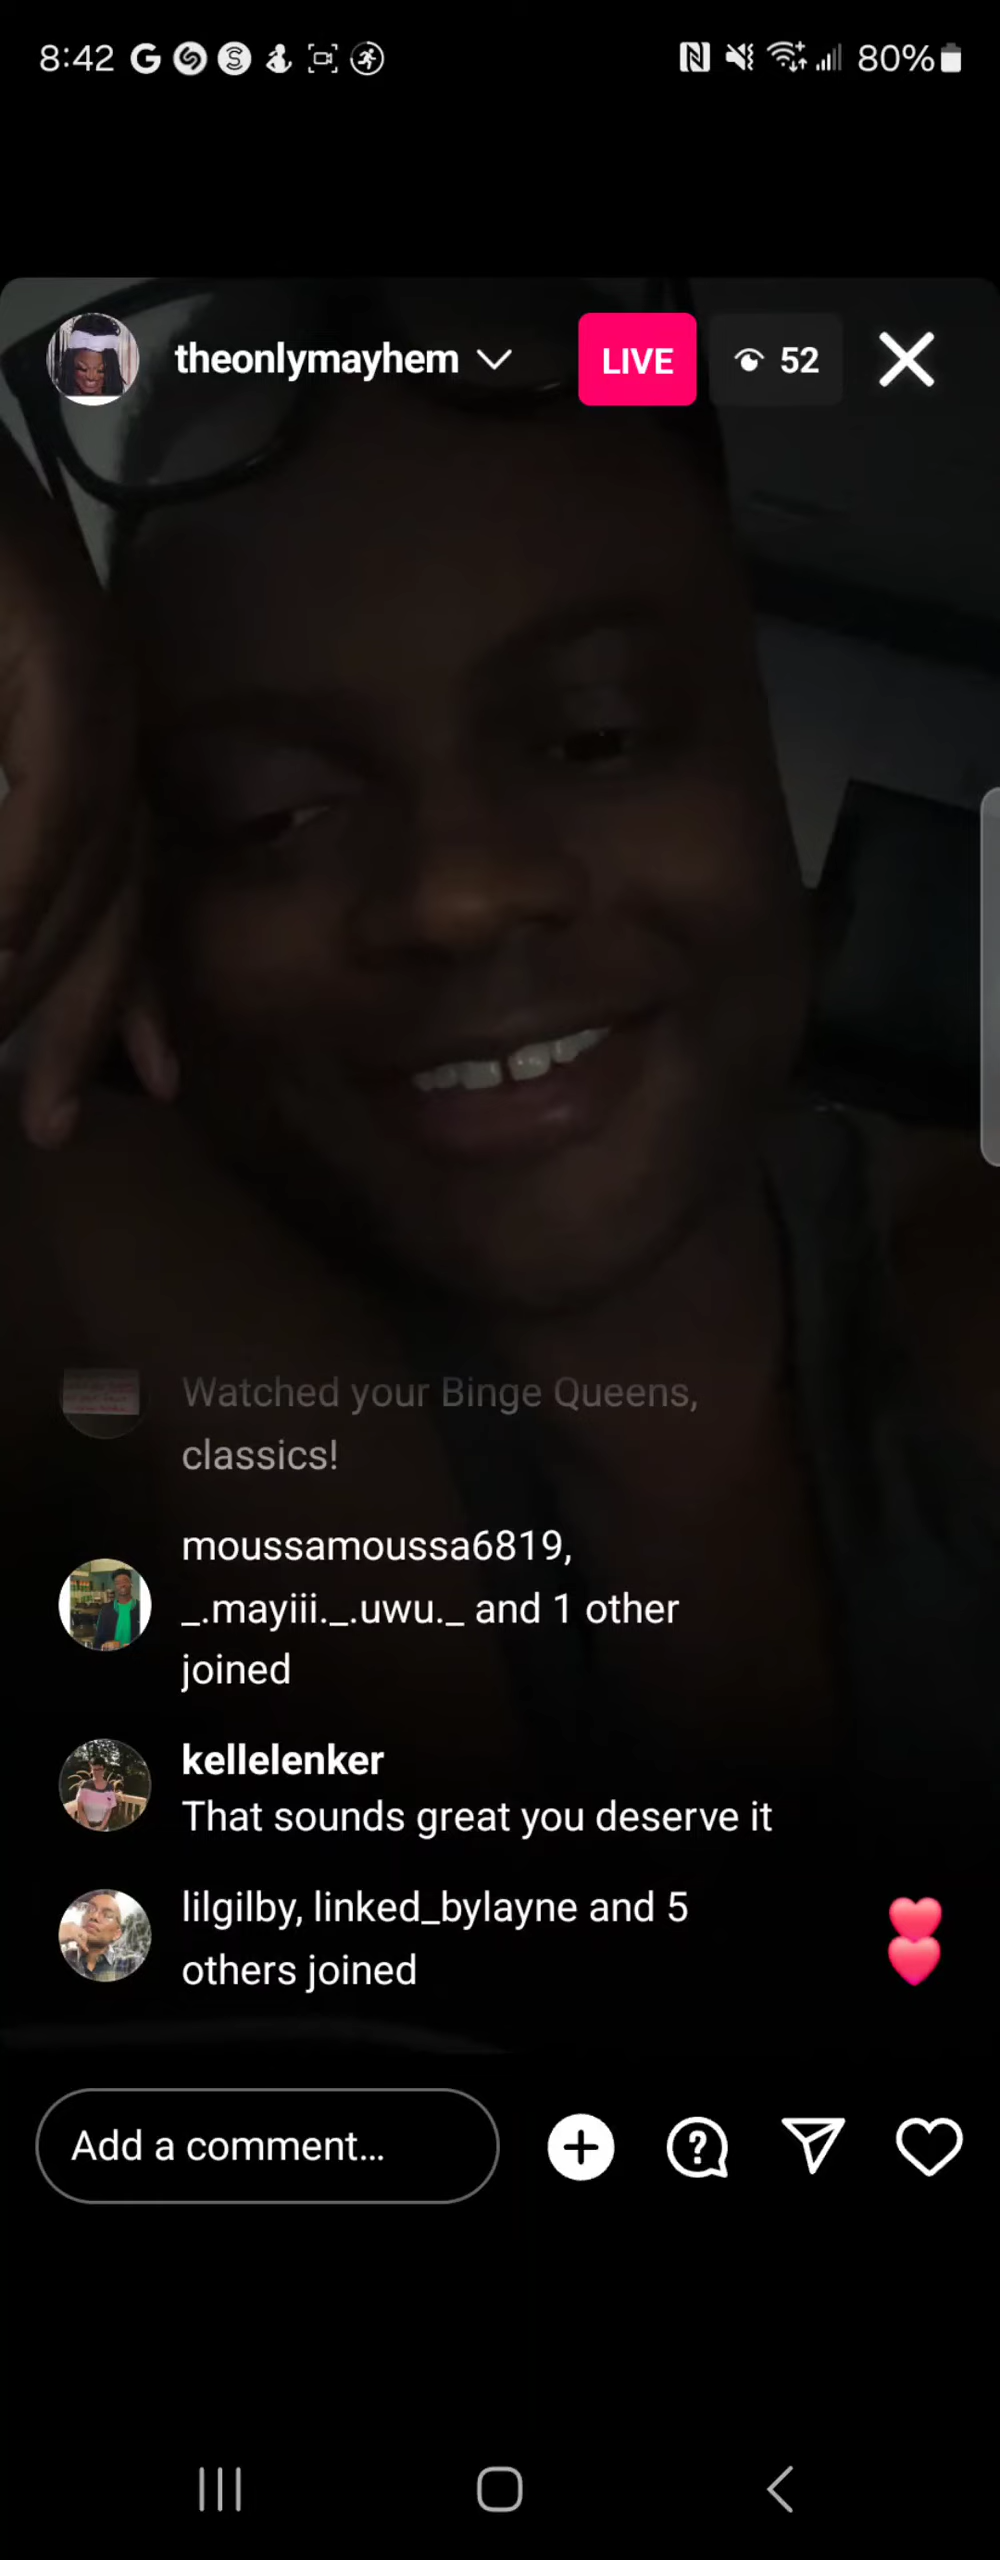 8:42 80%
theonlymayhem LIVE 52
Watched your Binge Queens,
classics!
moussamoussa6819,
_.mayiii._.uwu._ and 1 other
joined
kellelenker
That sounds great you deserve it
lilgilby, linked_bylayne and 5
others joined
Add a comment...